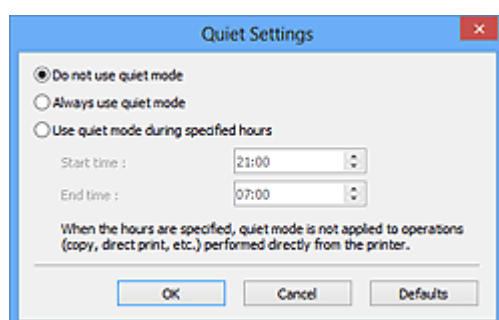 Quiet Settings
Do not use quiet mode
Always use quiet mode
Use quiet mode during specified hours
Start time : 21:00
End time : 07:00
When the hours are specified, quiet mode is not applied to operations
(copy, direct print, etc.) performed directly from the printer.
OK Cancel Defaults